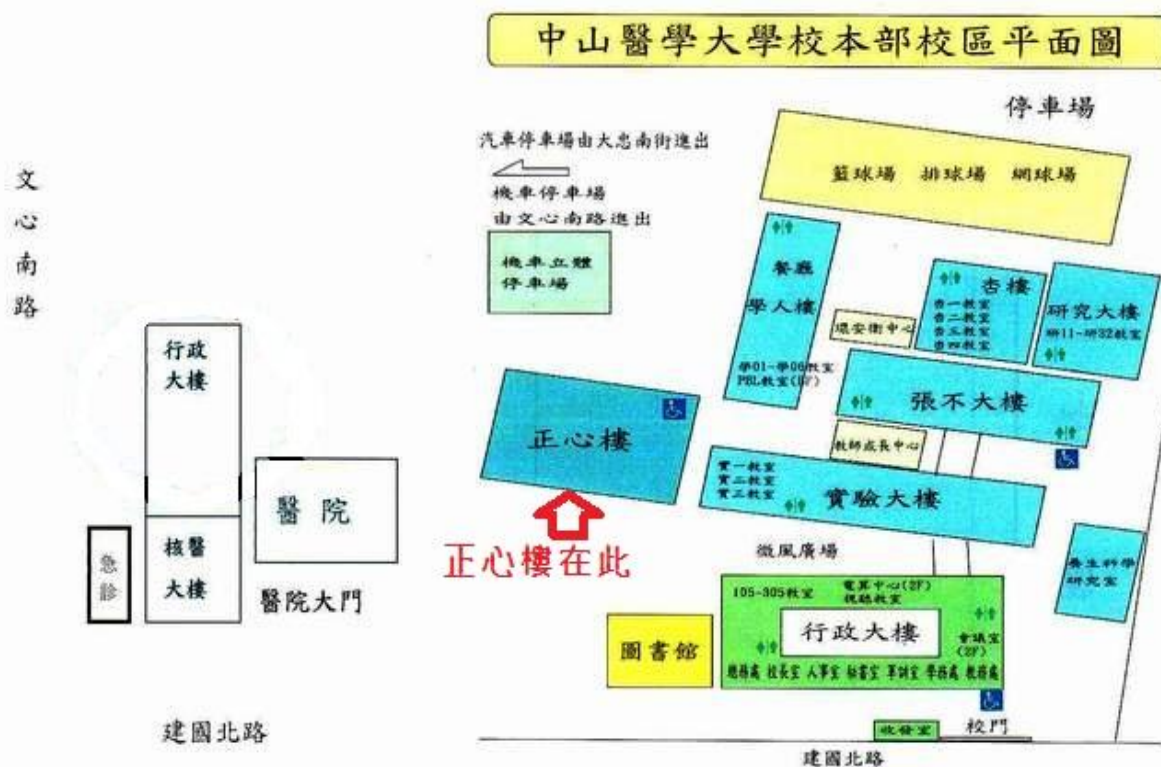 中山醫學大學校本部校區平面圖
停車場
汽車停車場由大忠南街進出
機車停車場
由文心南路進出
機車立體
停車場
籃球場 排球場 網球場
文心南路
餐廳
學人樓
學01-學06教室
環安衛中心
杏樓
杏一教室
杏二教室
杏三教室
杏四教室
研究大樓
研11-研32教室
行政
大樓
正心樓
張不大樓
教師成長中心
實一教室
實二教室
實三教室
實驗大樓
醫院
急診
核醫
大樓
醫院大門
正心樓在此
微風廣場
養生科學
研究室
105-305教室
電算中心(2F)
視聽教室
行政大樓
會議室
(2F)
圖書館
總務處 校長室 人事室 秘書室 軍訓室 學務處 教務處
收發室
校門
建國北路
建國北路